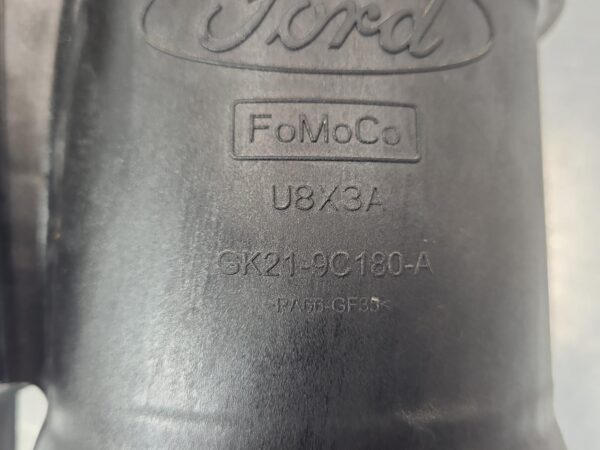 Ford
FoMoCo
U8X3A
GK21-9C180-A
>PA66-GF35<